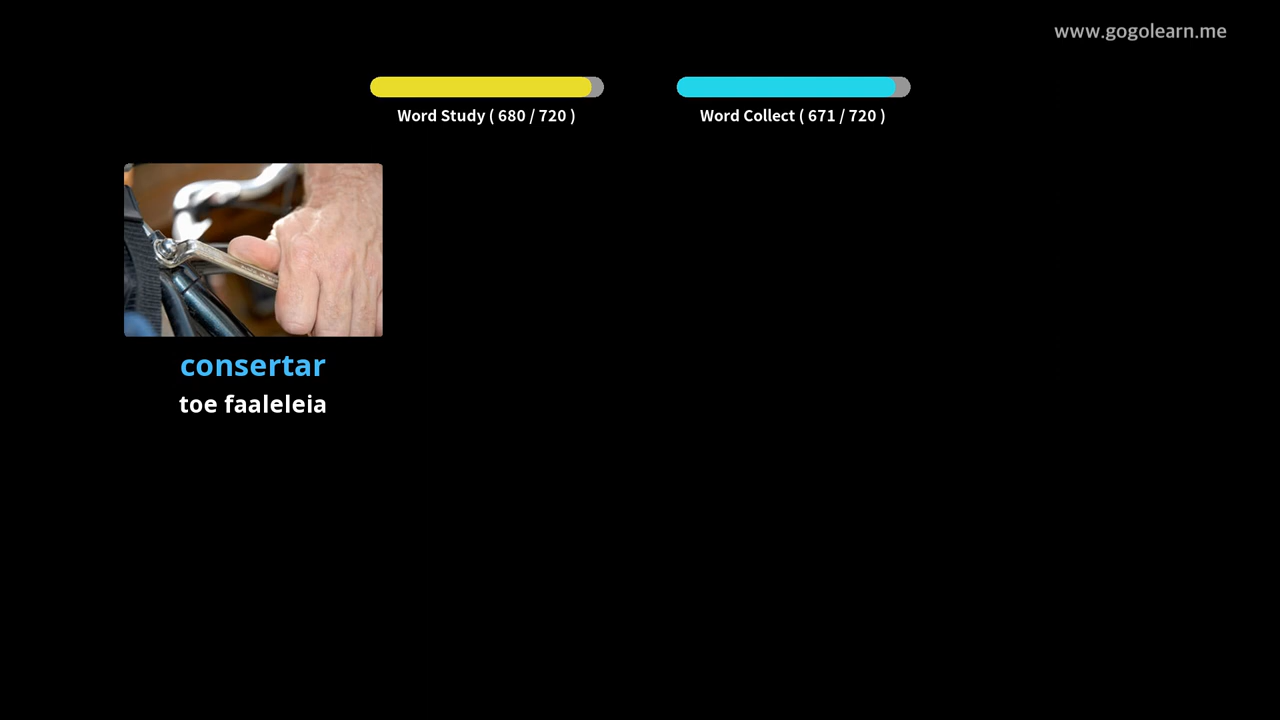 www.gogolearn.me
Word Study ( 680 / 720 )
Word Collect ( 671 / 720 )
consertar
toe faaleleia